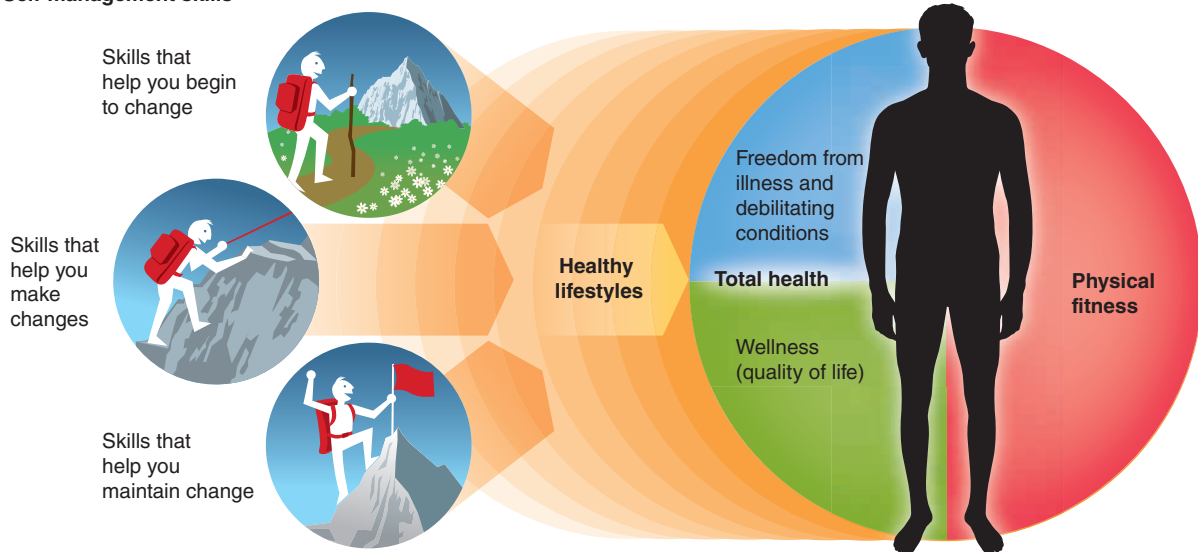 Skills that
help you begin
to change
Skills that
help you
make
changes
Skills that
help you
maintain change
Healthy
lifestyles
Freedom from
illness and
debilitating
conditions
Total health
Wellness
(quality of life)
Physical
fitness